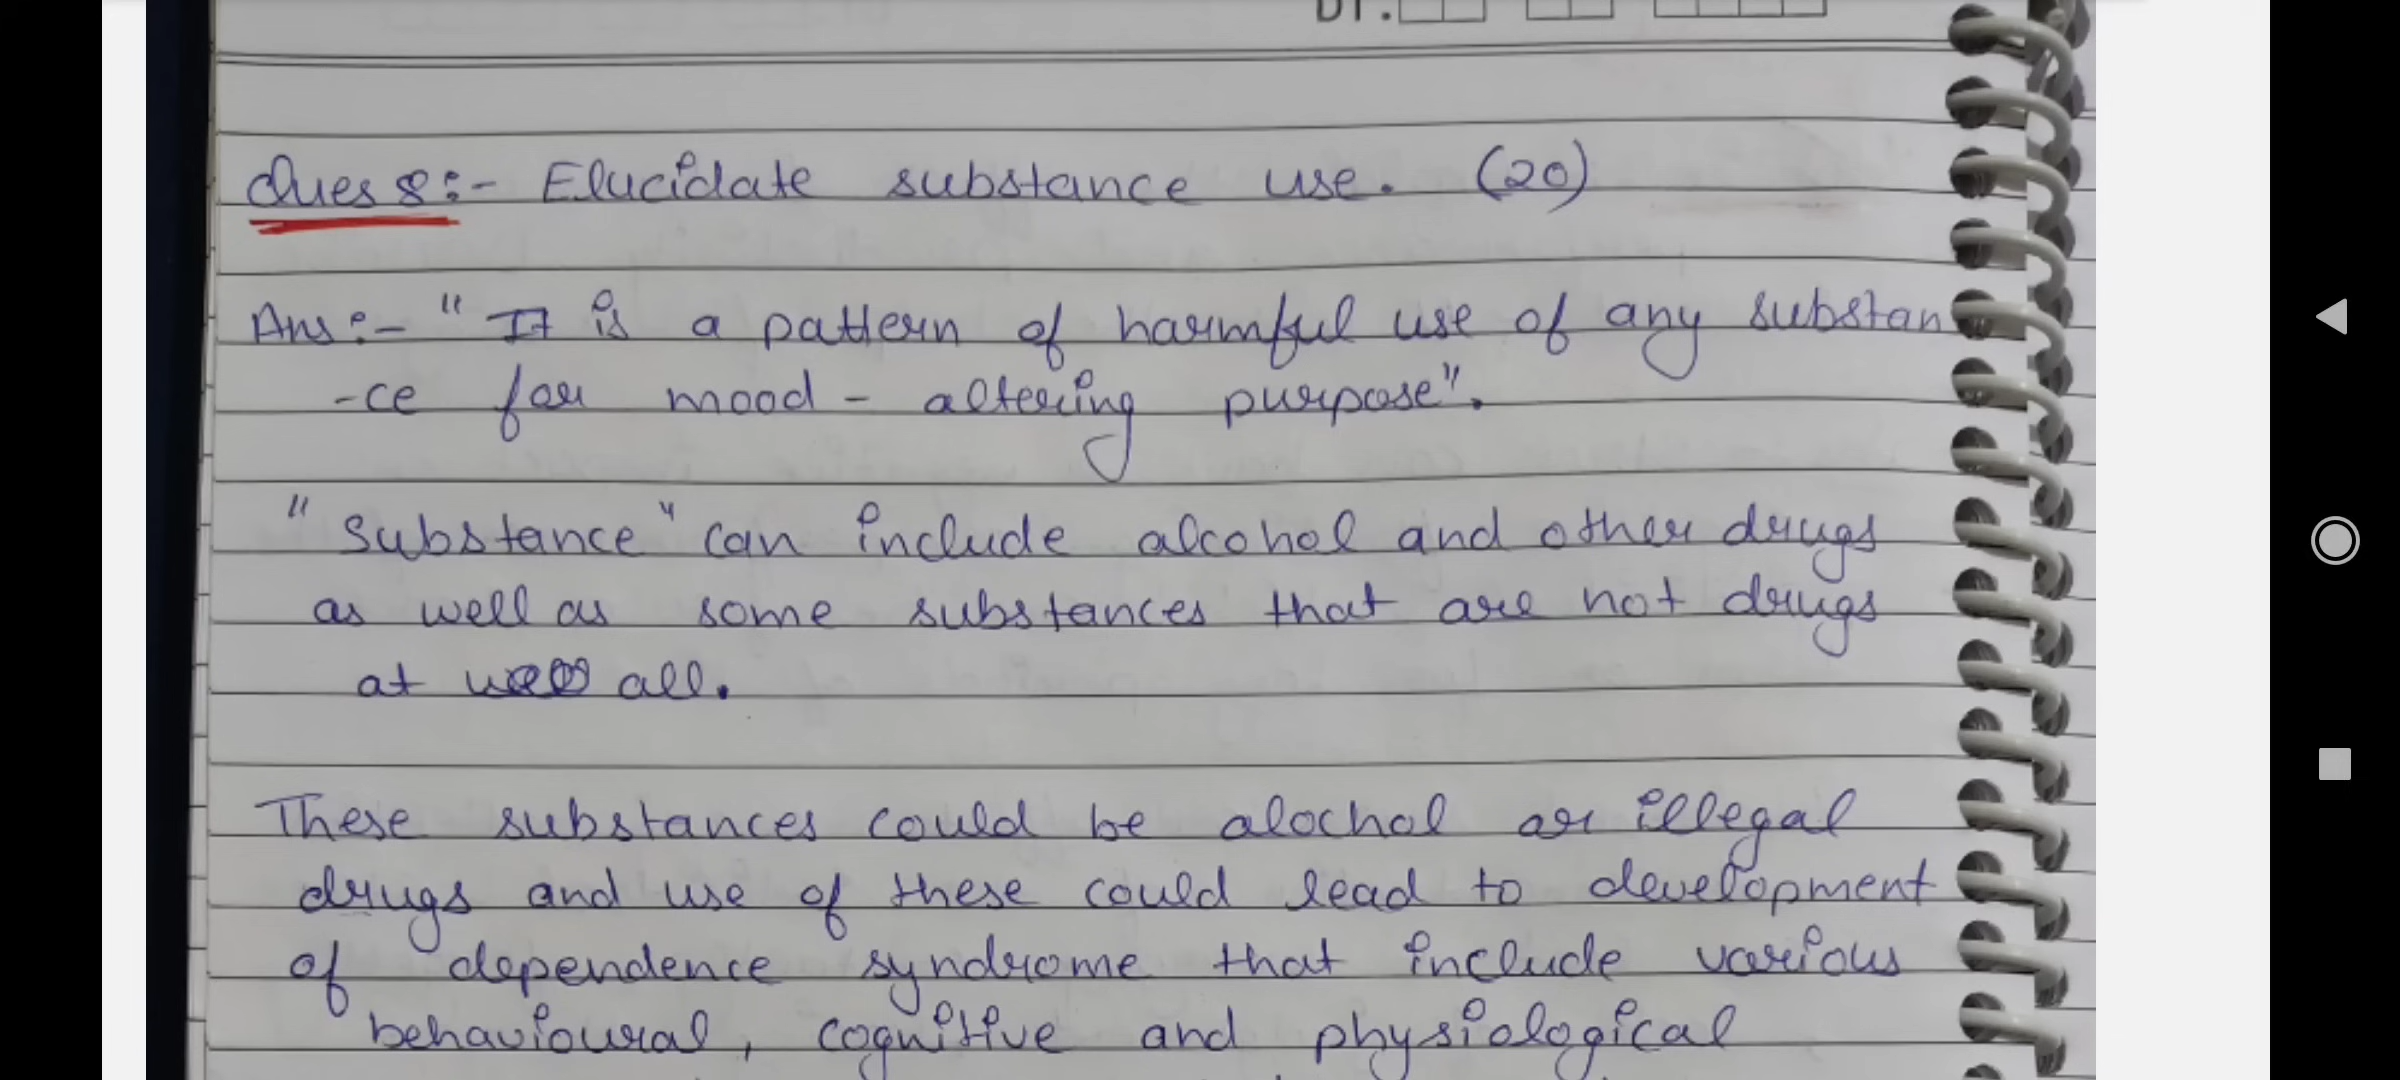 DT.
Ques 8:- Elucidate substance use. (20)
Ans:- "It is a pattern of harmful use of any substan
-ce for mood - altering purpose".
"Substance" can include alcohol and other drugs
as well as some substances that are not drugs
at all.
These substances could be alochol or illegal
drugs and use of these could lead to development
of dependence syndrome that include various
behavioural, cognitive and physiological